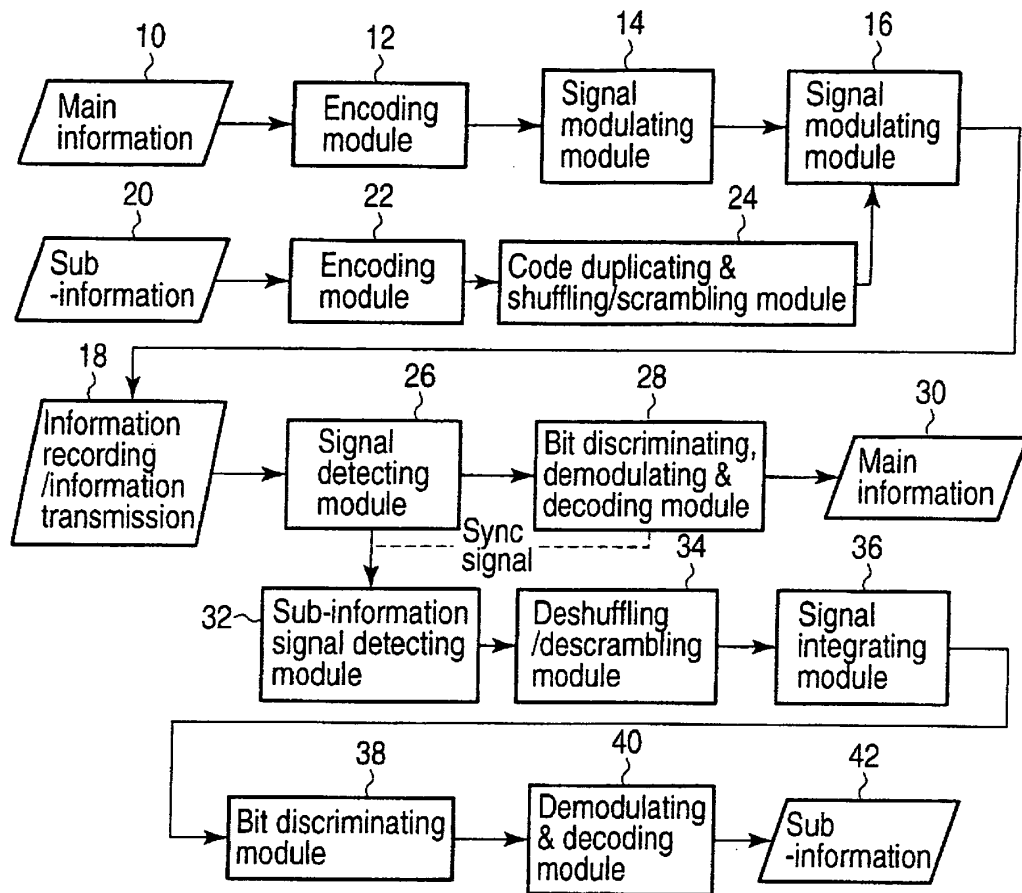 10
12
14
16
Main
information
Encoding
module
Signal
modulating
module
Signal
modulating
module
20
22
24
Sub
-information
Encoding
module
Code duplicating &
shuffling/scrambling module
18
26
28
30
Information
recording
/information
transmission
Signal
detecting
module
Bit discriminating,
demodulating &
decoding module
Main
information
Sync
signal
32
34
36
Sub-information
signal detecting
module
Deshuffling
/descrambling
module
Signal
integrating
module
38
40
42
Bit discriminating
module
Demodulating
& decoding
module
Sub
-information